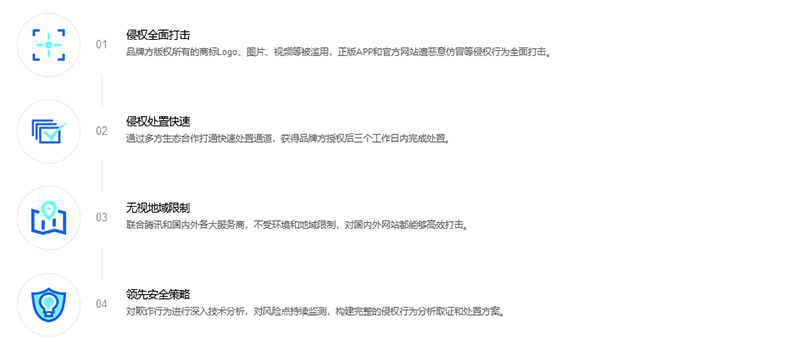 01
侵权全面打击
品牌方版权所有的商标Logo、图片、视频等被滥用，正版APP和官方网站遭恶意仿冒等侵权行为全面打击。
02
侵权处置快速
通过多方生态合作打通快速处置通道，获得品牌方授权后三个工作日内完成处置。
03
无视地域限制
联合腾讯和国内外各大服务商，不受环境和地域限制，对国内外网站都能够高效打击。
04
领先安全策略
对欺诈行为进行深入技术分析，对风险点持续监测，构建完整的侵权行为分析取证和处置方案。